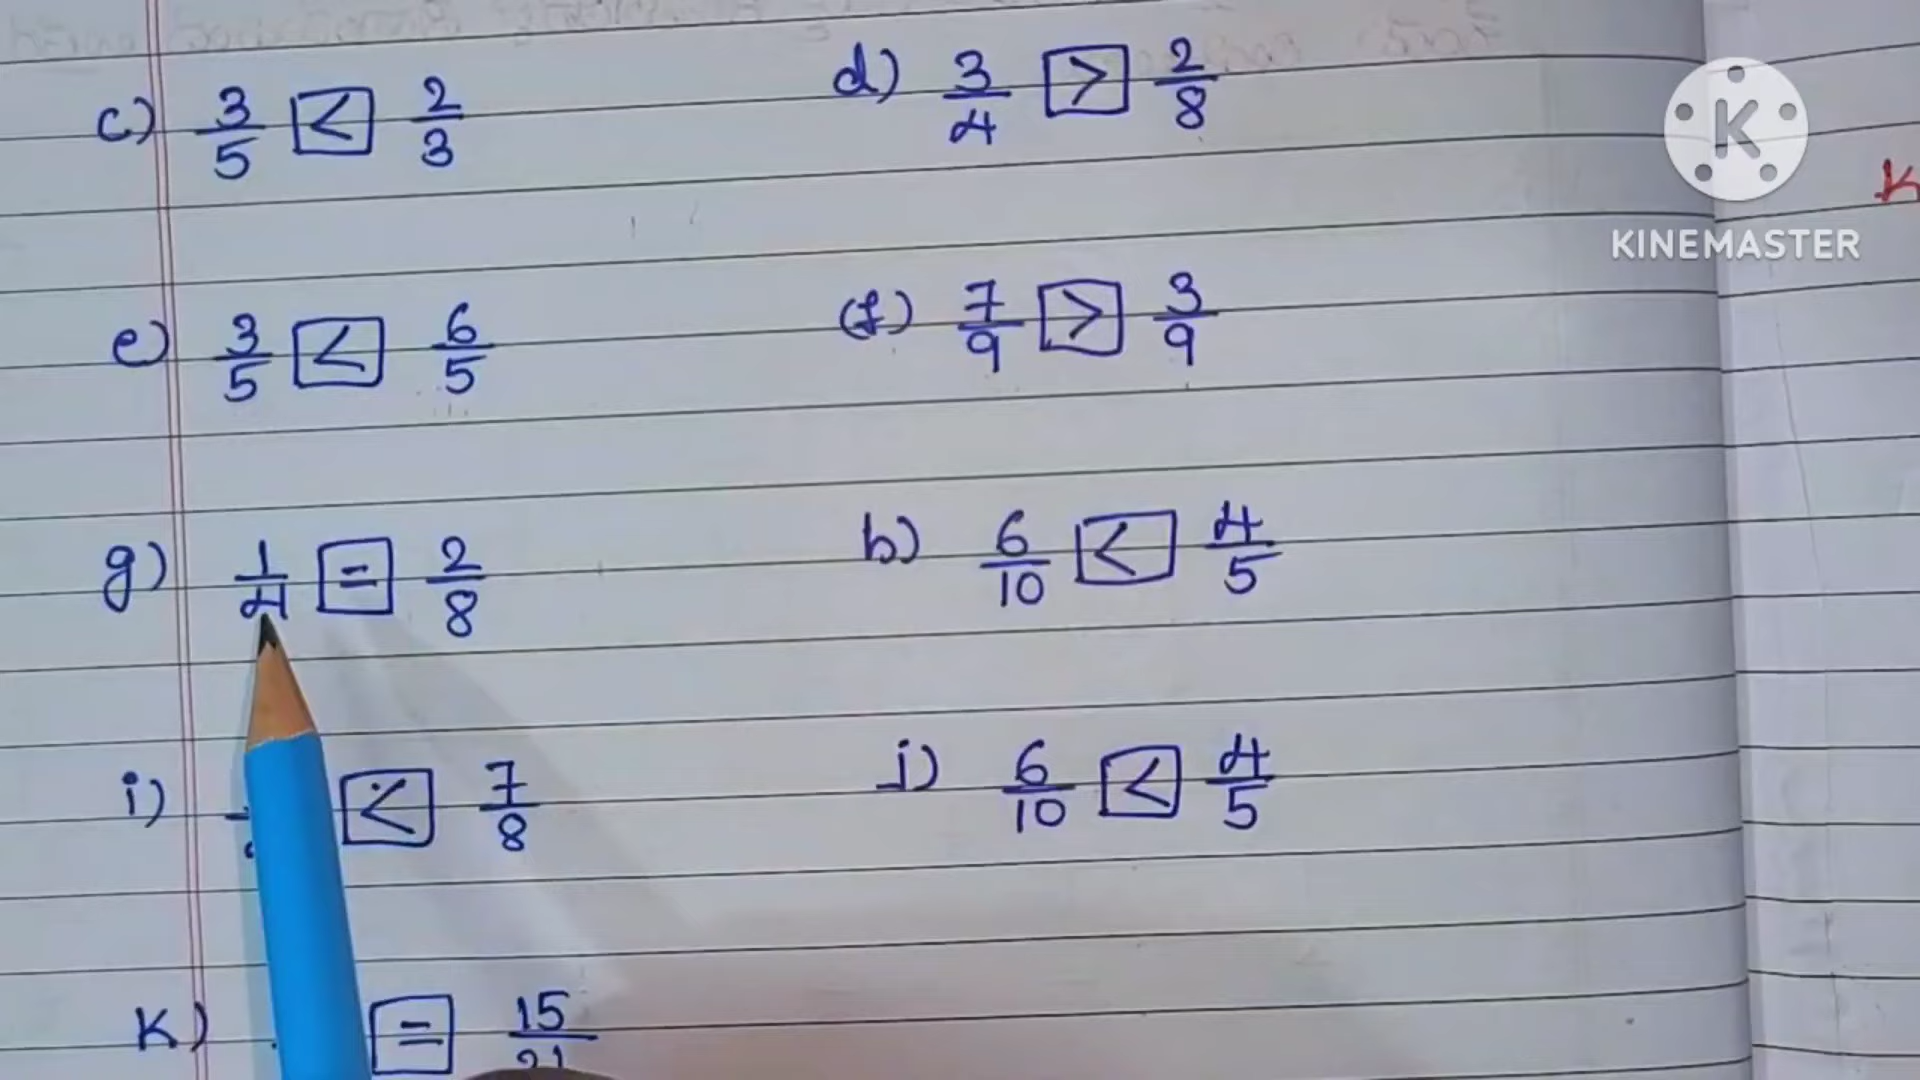 c) 3/5 < 2/3 d) 3/4 > 2/8
K
KINEMASTER
K
e) 3/5 < 6/5 (f) 7/9 > 3/9
g) 1/4 = 2/8 h) 6/10 < 4/5
i) < 7/8 j) 6/10 < 4/5
K) = 15/21